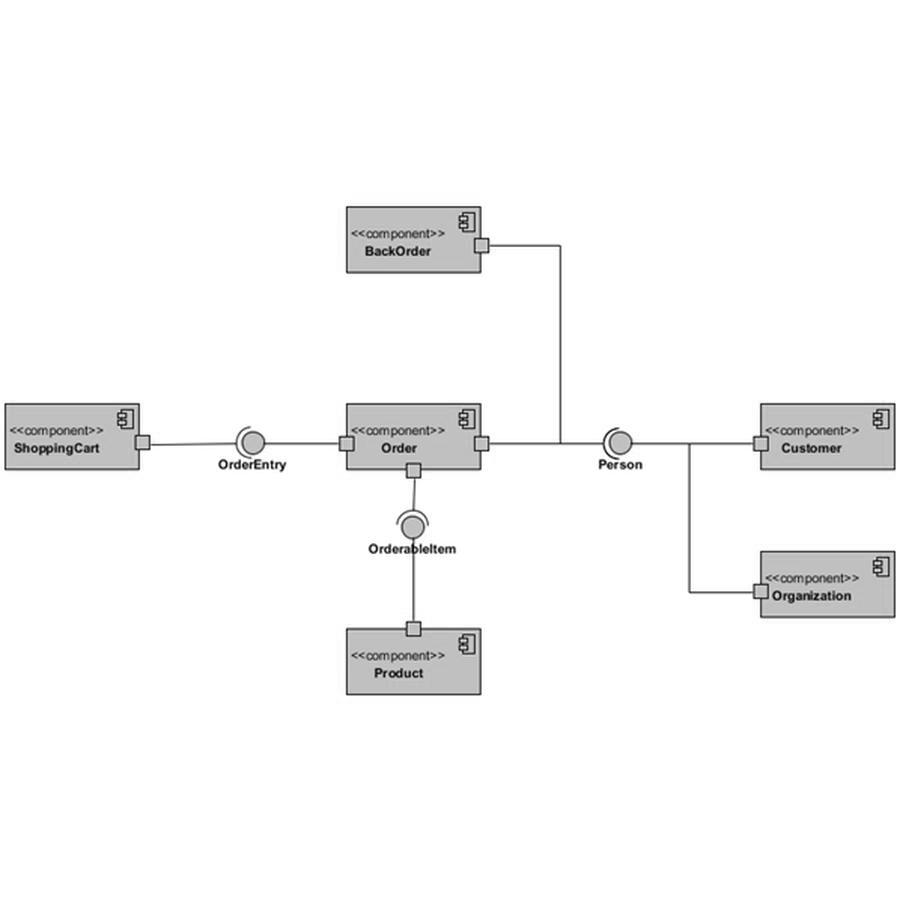 <<component>>
BackOrder
<<component>>
ShoppingCart
OrderEntry
<<component>>
Order
Person
<<component>>
Customer
OrderableItem
<<component>>
Organization
<<component>>
Product